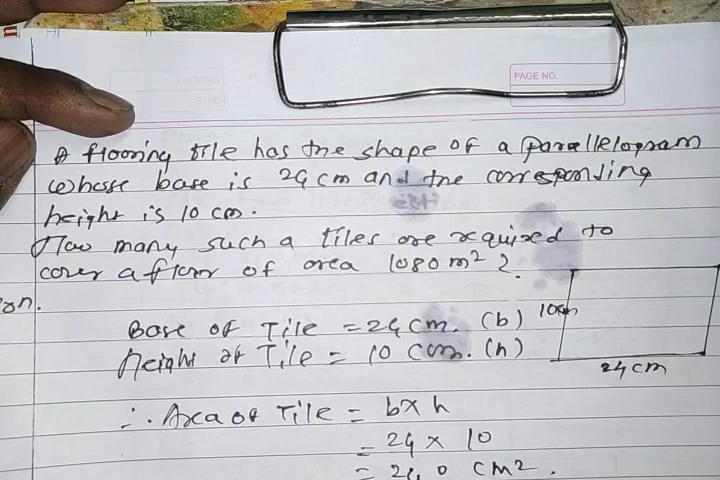 PAGE NO.
A flooring tile has the shape of a parallelogram
whose base is 24 cm and the corresponding
height is 10 cm.
How many such a tiles are required to
cover a floor of area 1080 m² ?
on.
Base of Tile = 24 cm. (b)
10cm
Height of Tile = 10 cm. (h)
24 cm
∴ Area of Tile = b x h
= 24 x 10
= 240 cm2.